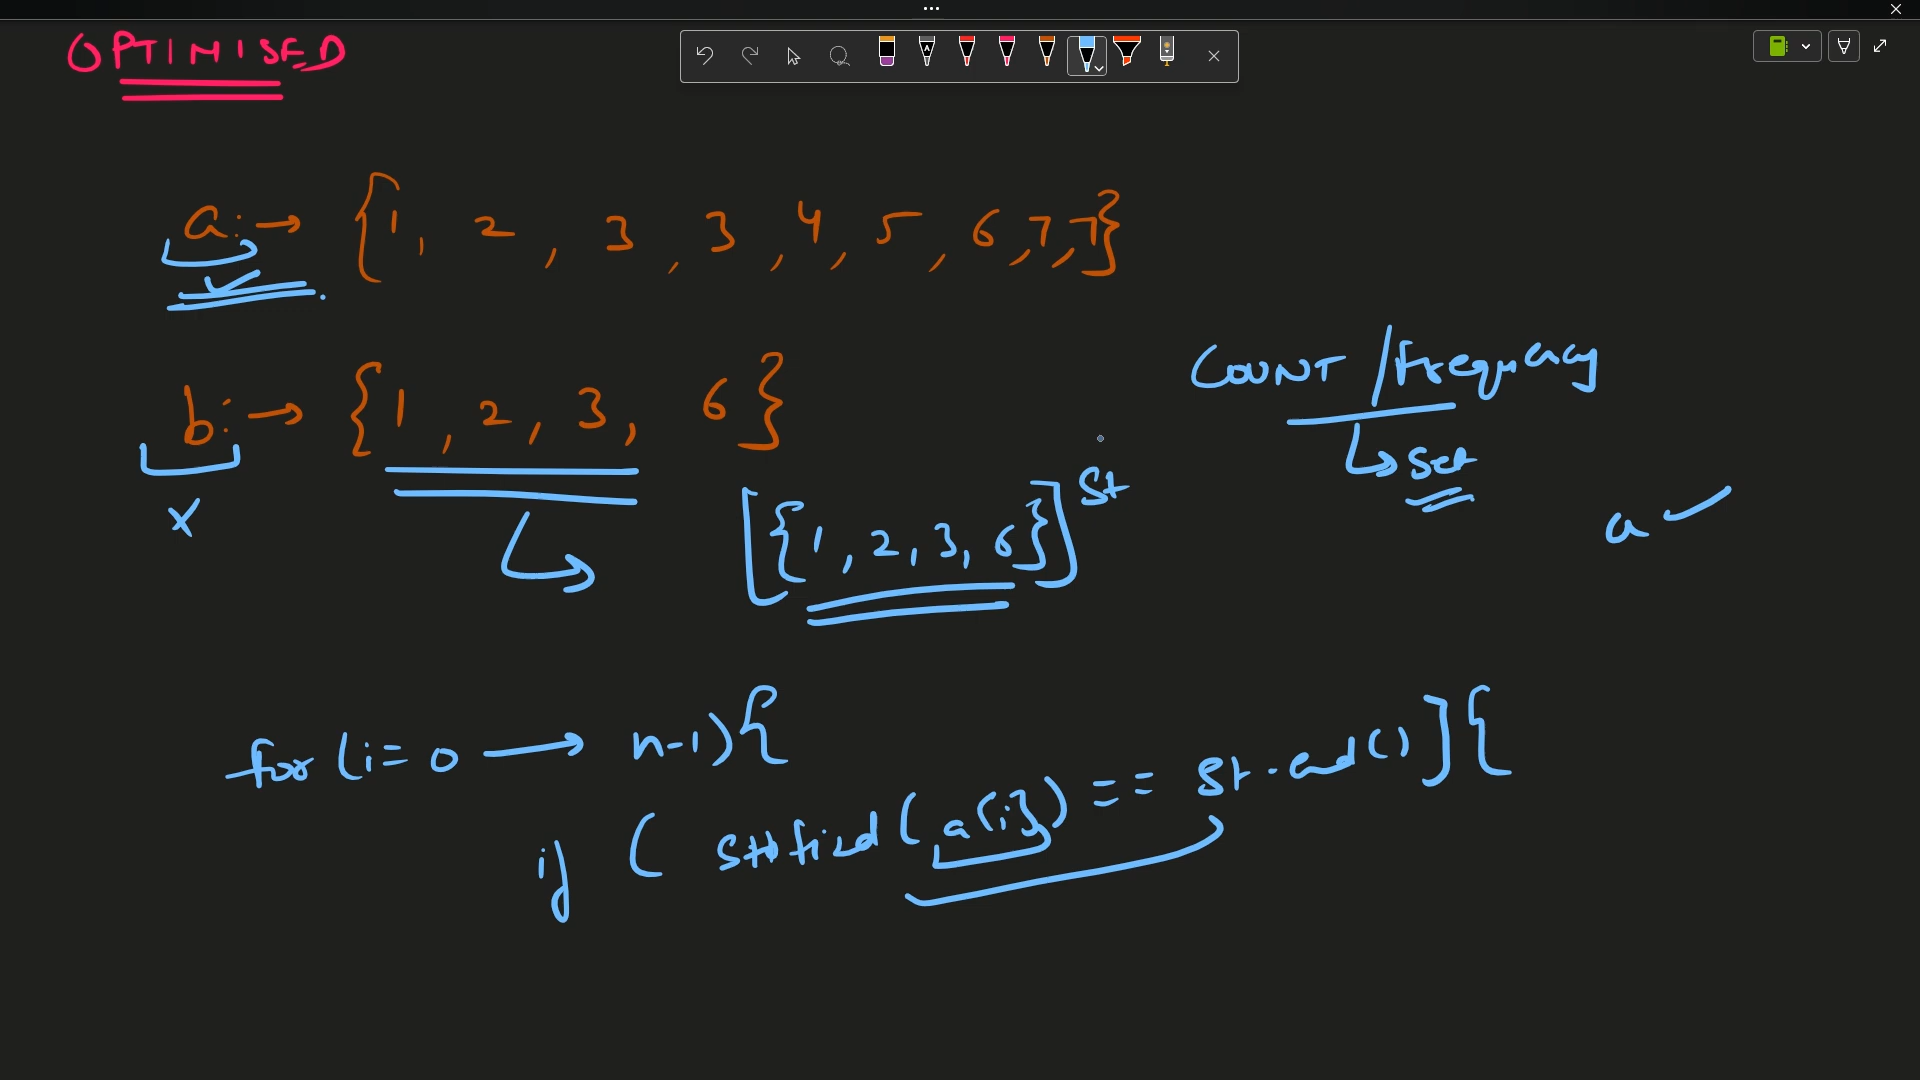 OPTIMISED
a: → {1, 2, 3, 3, 4, 5, 6, 7, 7}
b: → {1, 2, 3, 6}
COUNT / Frequency
↳ Set
[{1, 2, 3, 6}] St
x
a
for (i = 0 → n-1) {
if ( st.find(a[i]) == st.end() ] {